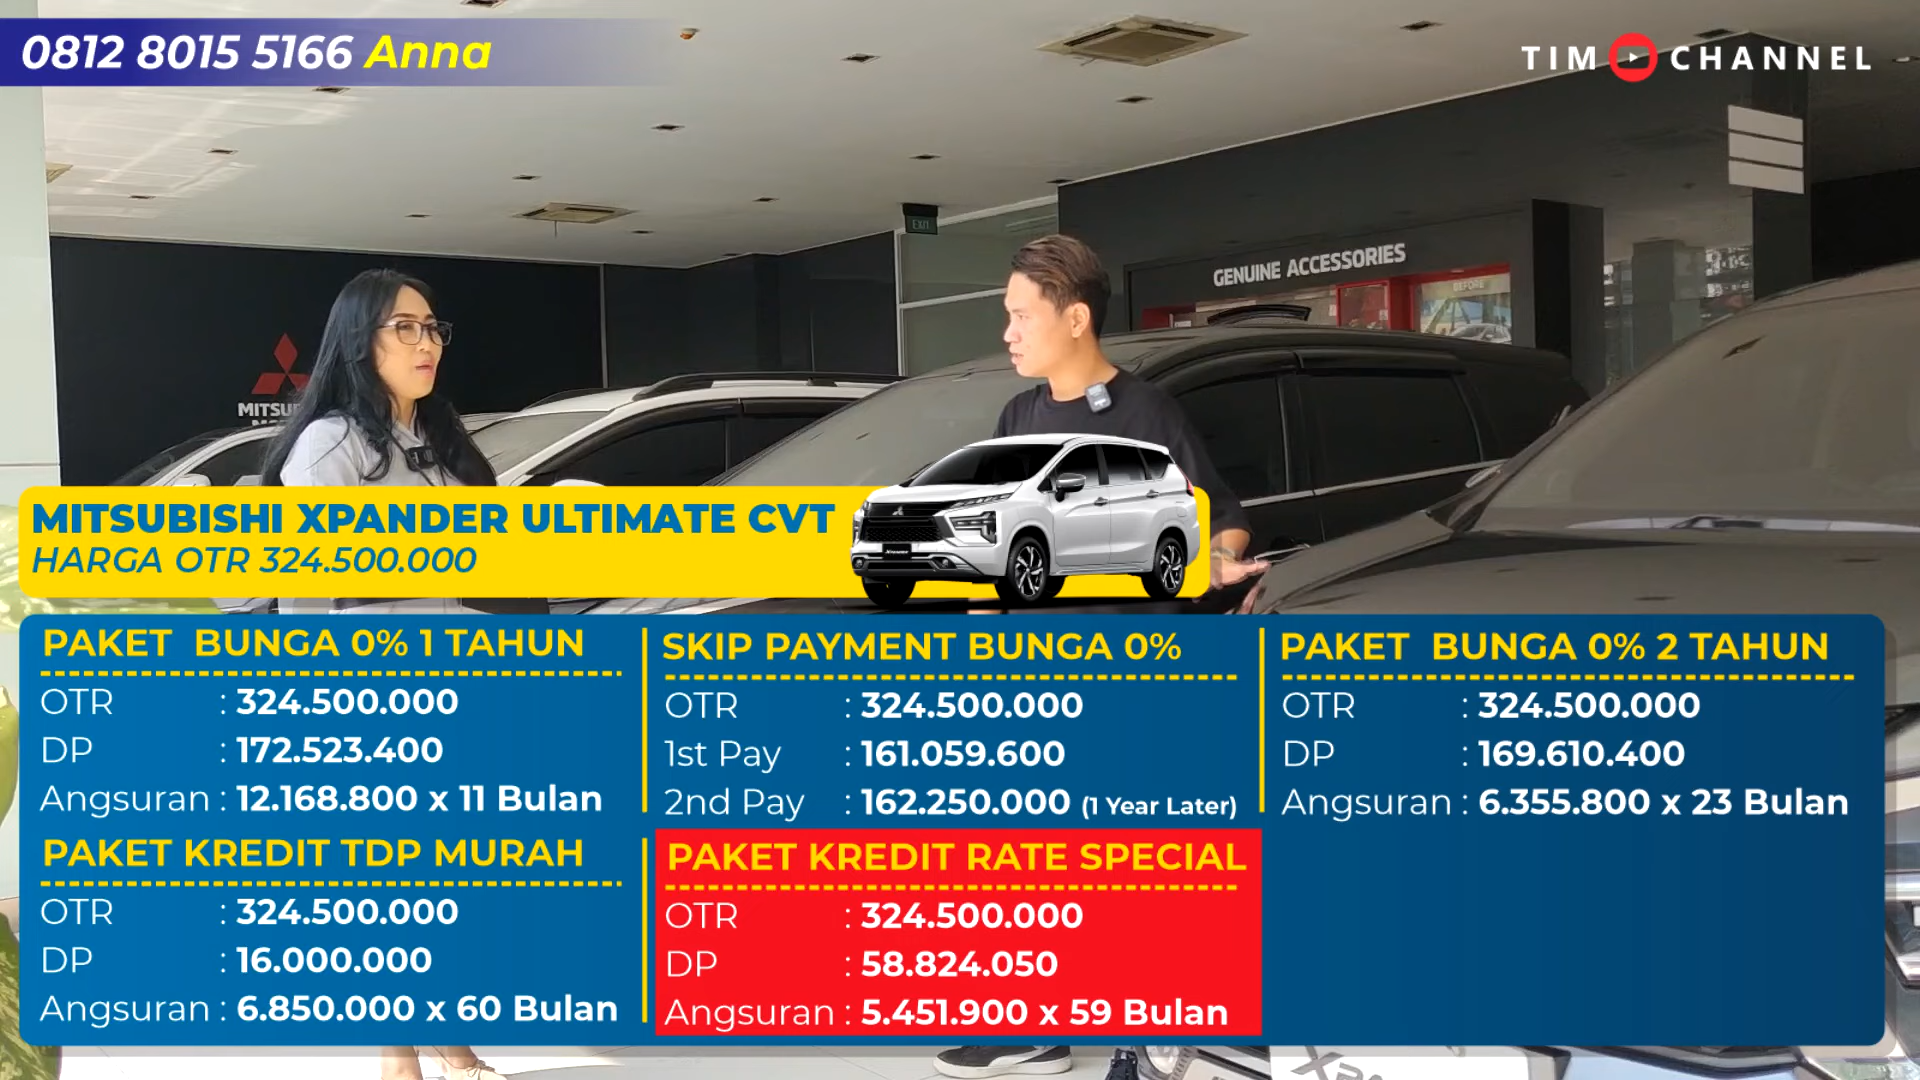 0812 8015 5166 Anna
TIM CHANNEL
EXIT
GENUINE ACCESSORIES
BEFORE
MITSUBISHI XPANDER ULTIMATE CVT
HARGA OTR 324.500.000
PAKET BUNGA 0% 1 TAHUN
OTR : 324.500.000
DP : 172.523.400
Angsuran : 12.168.800 x 11 Bulan
SKIP PAYMENT BUNGA 0%
OTR : 324.500.000
1st Pay : 161.059.600
2nd Pay : 162.250.000 (1 Year Later)
PAKET BUNGA 0% 2 TAHUN
OTR : 324.500.000
DP : 169.610.400
Angsuran : 6.355.800 x 23 Bulan
PAKET KREDIT TDP MURAH
OTR : 324.500.000
DP : 16.000.000
Angsuran : 6.850.000 x 60 Bulan
PAKET KREDIT RATE SPECIAL
OTR : 324.500.000
DP : 58.824.050
Angsuran : 5.451.900 x 59 Bulan